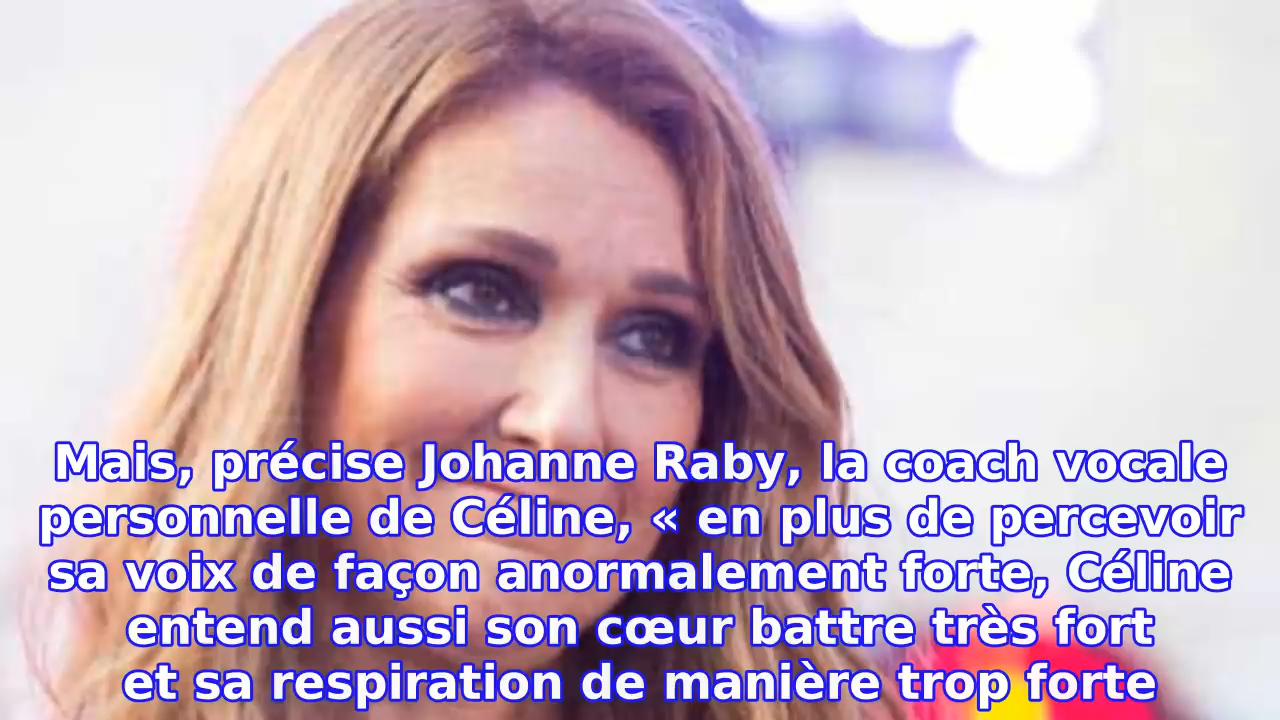 Mais, précise Johanne Raby, la coach vocale
personnelle de Céline, « en plus de percevoir
sa voix de façon anormalement forte, Céline
entend aussi son cœur battre très fort
et sa respiration de manière trop forte